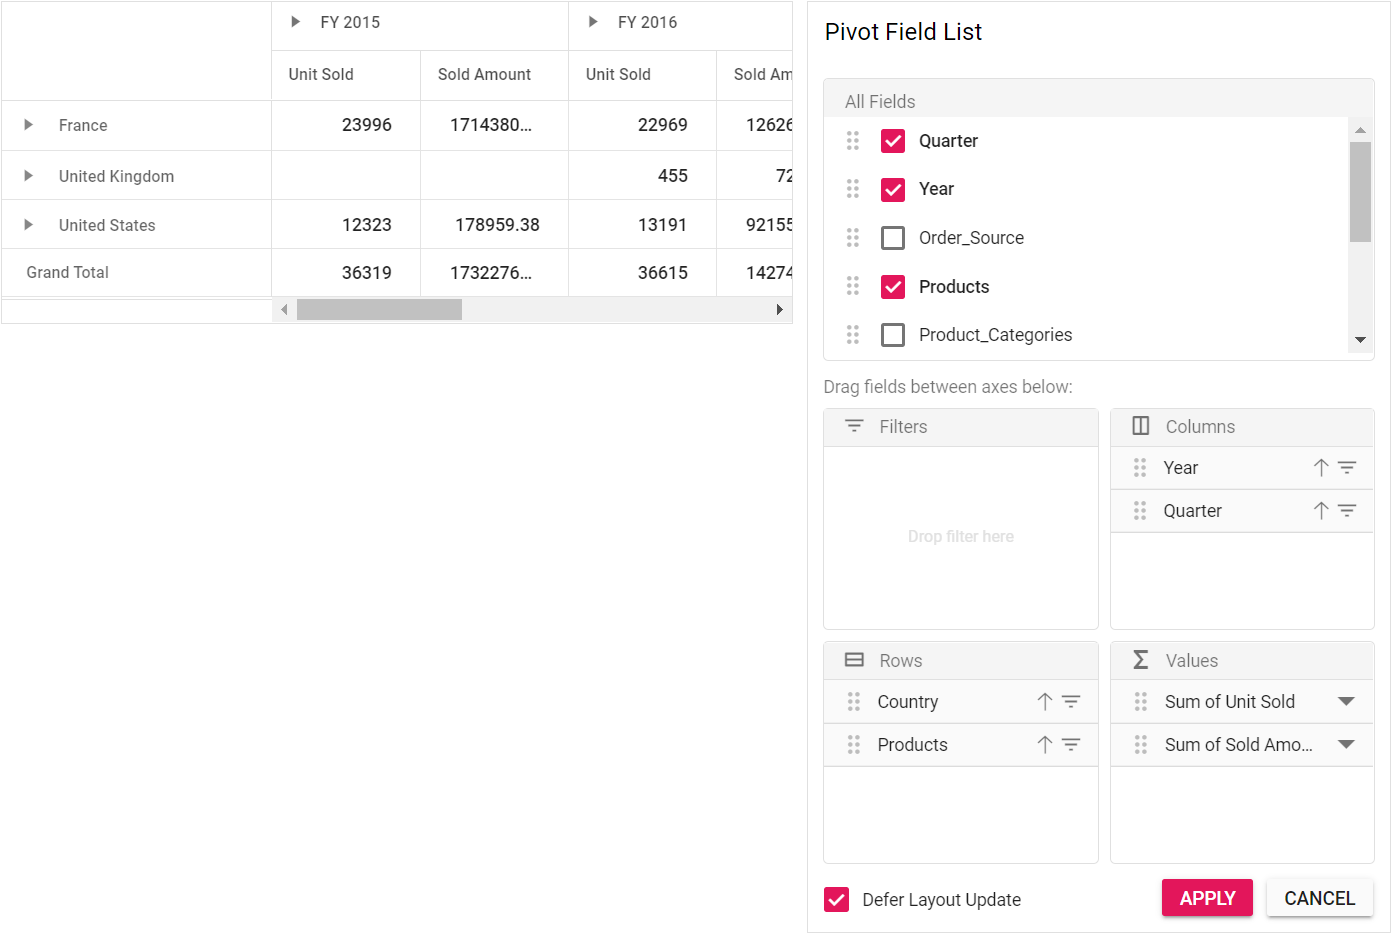 FY 2015 FY 2016
Unit Sold Sold Amount Unit Sold Sold Am
France 23996 1714380... 22969 12626
United Kingdom 455 72
United States 12323 178959.38 13191 92155
Grand Total 36319 1732276... 36615 14274
Pivot Field List
All Fields
Quarter
Year
Order_Source
Products
Product_Categories
Drag fields between axes below:
Filters
Drop filter here
Columns
Year
Quarter
Rows
Country
Products
Values
Sum of Unit Sold
Sum of Sold Amo...
Defer Layout Update
APPLY CANCEL